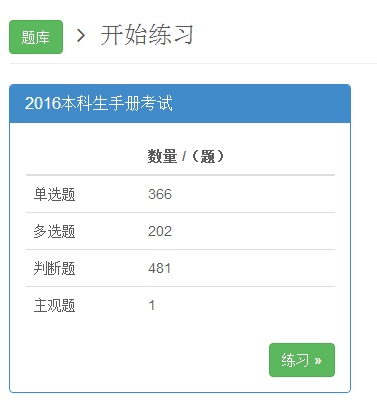 题库 > 开始练习
2016本科生手册考试
数量 /（题）
单选题 366
多选题 202
判断题 481
主观题 1
练习 »